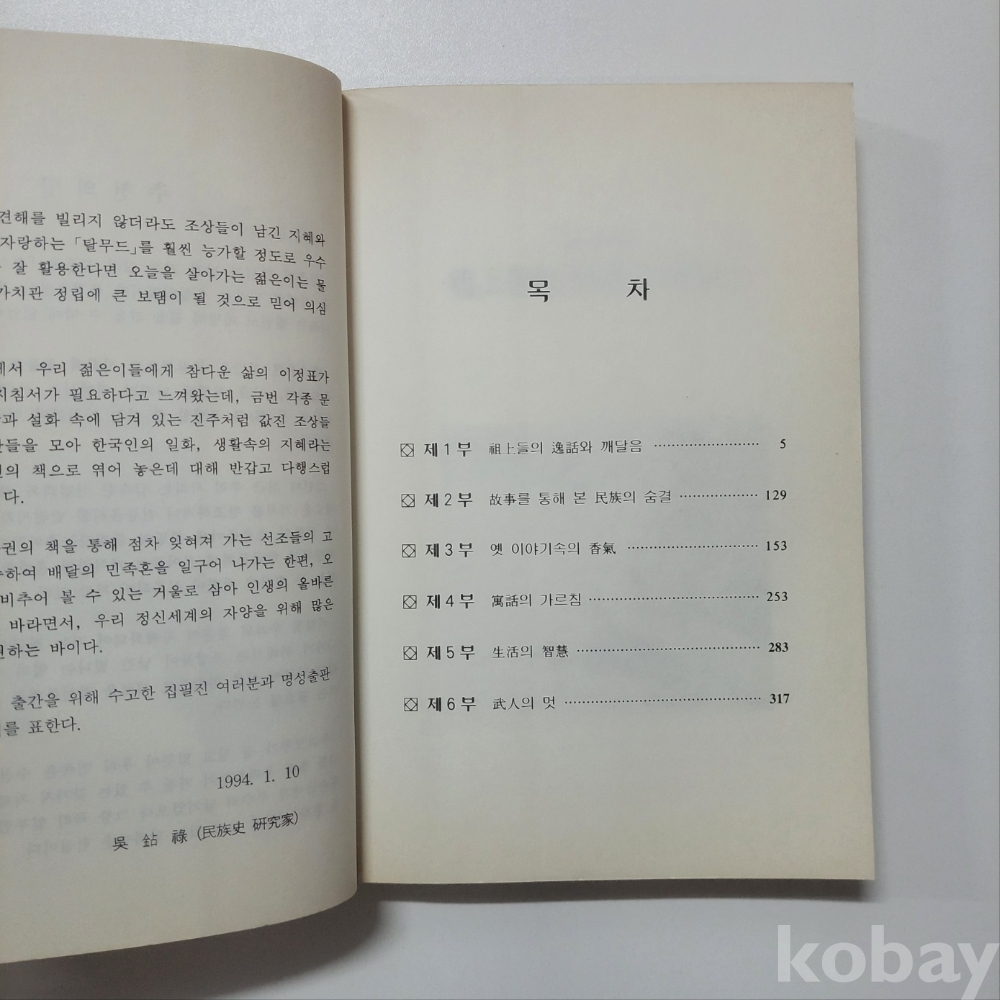 견해를 빌리지 않더라도 조상들이 남긴 지혜와
자랑하는 「탈무드」를 훨씬 능가할 정도로 우수
잘 활용한다면 오늘을 살아가는 젊은이는 물
가치관 정립에 큰 보탬이 될 것으로 믿어 의심
에서 우리 젊은이들에게 참다운 삶의 이정표가
지침서가 필요하다고 느껴왔는데, 금번 각종 문
과 설화 속에 담겨 있는 진주처럼 값진 조상들
들을 모아 한국인의 일화, 생활속의 지혜라는
권의 책으로 엮어 놓은데 대해 반갑고 다행스럽
다.
권의 책을 통해 점차 잊혀져 가는 선조들의 고
하여 배달의 민족혼을 일구어 나가는 한편, 오
비추어 볼 수 있는 거울로 삼아 인생의 올바른
바라면서, 우리 정신세계의 자양을 위해 많은
하는 바이다.
출간을 위해 수고한 집필진 여러분과 명성출판
를 표한다.
1994. 1. 10
吳 鉆 祿 (民族史 硏究家)
목 차
제1부 祖上들의 逸話와 깨달음 ················ 5
제2부 故事를 통해 본 民族의 숨결 ············ 129
제3부 옛 이야기속의 香氣 ···················· 153
제4부 寓話의 가르침 ························· 253
제5부 生活의 智慧 ··························· 283
제6부 武人의 멋 ····························· 317
kobay